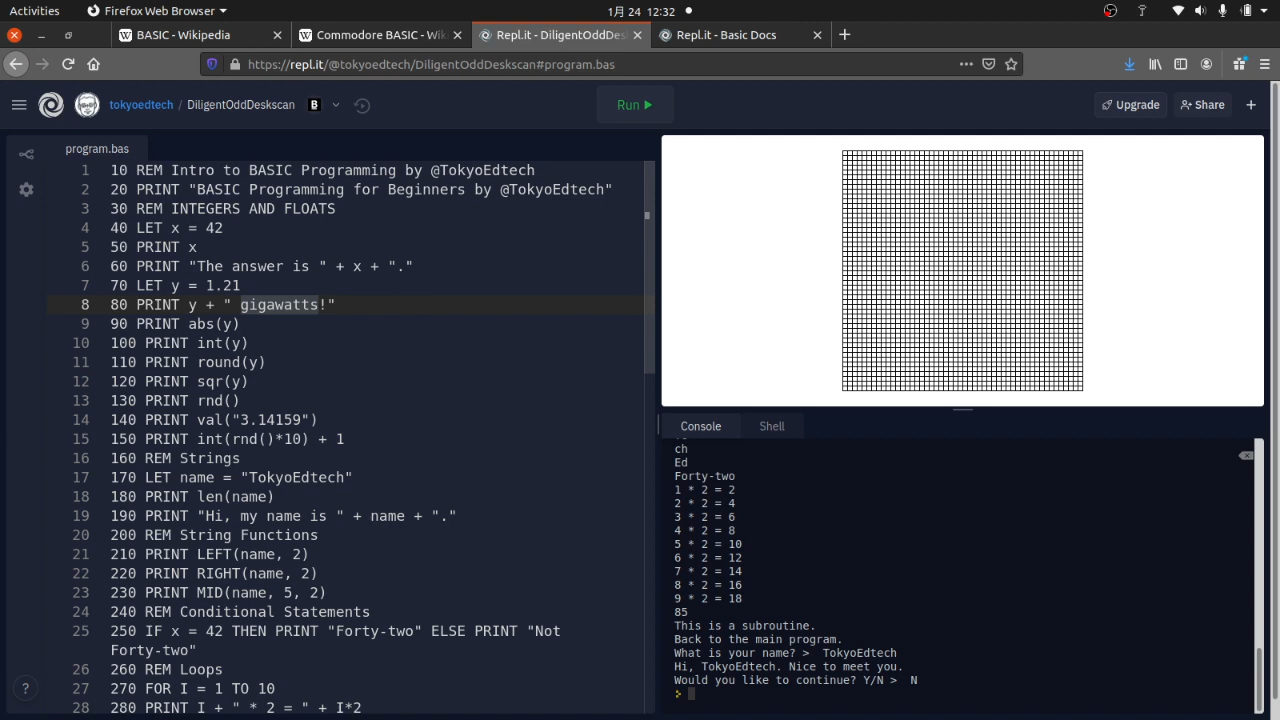 Activities
Firefox Web Browser
1月 24 12:32
BASIC - Wikipedia
Commodore BASIC - Wik
Repl.it - DiligentOddDes
Repl.it - Basic Docs
https://repl.it/@tokyoedtech/DiligentOddDeskscan#program.bas
tokyoedtech / DiligentOddDeskscan
B
Run
Upgrade
Share
program.bas
1 10 REM Intro to BASIC Programming by @TokyoEdtech
2 20 PRINT "BASIC Programming for Beginners by @TokyoEdtech"
3 30 REM INTEGERS AND FLOATS
4 40 LET x = 42
5 50 PRINT x
6 60 PRINT "The answer is " + x + "."
7 70 LET y = 1.21
8 80 PRINT y + " gigawatts!"
9 90 PRINT abs(y)
10 100 PRINT int(y)
11 110 PRINT round(y)
12 120 PRINT sqr(y)
13 130 PRINT rnd()
14 140 PRINT val("3.14159")
15 150 PRINT int(rnd()*10) + 1
16 160 REM Strings
17 170 LET name = "TokyoEdtech"
18 180 PRINT len(name)
19 190 PRINT "Hi, my name is " + name + "."
20 200 REM String Functions
21 210 PRINT LEFT(name, 2)
22 220 PRINT RIGHT(name, 2)
23 230 PRINT MID(name, 5, 2)
24 240 REM Conditional Statements
25 250 IF x = 42 THEN PRINT "Forty-two" ELSE PRINT "Not
Forty-two"
26 260 REM Loops
27 270 FOR I = 1 TO 10
28 280 PRINT I + " * 2 = " + I*2
Console
Shell
ch
Ed
Forty-two
1 * 2 = 2
2 * 2 = 4
3 * 2 = 6
4 * 2 = 8
5 * 2 = 10
6 * 2 = 12
7 * 2 = 14
8 * 2 = 16
9 * 2 = 18
85
This is a subroutine.
Back to the main program.
What is your name? > TokyoEdtech
Hi, TokyoEdtech. Nice to meet you.
Would you like to continue? Y/N > N